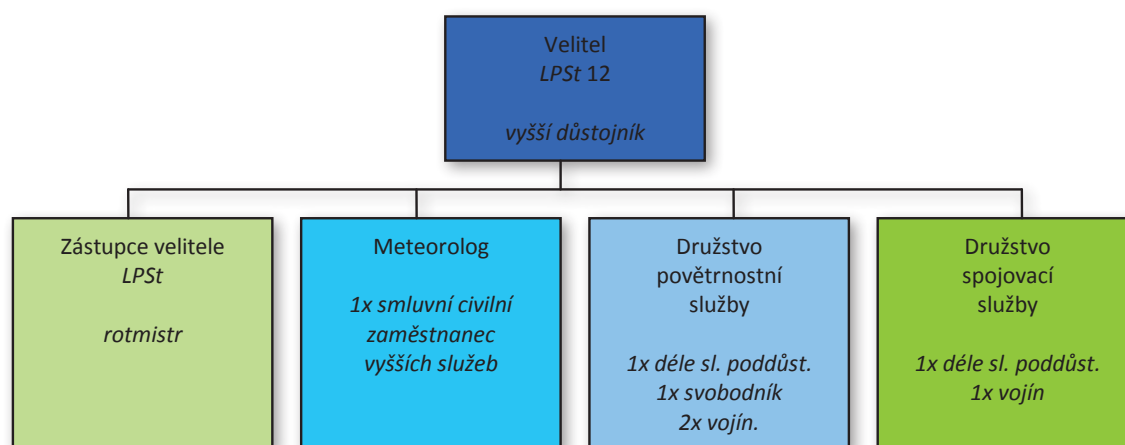 Velitel
LPSt 12
vyšší důstojník
Zástupce velitele
LPSt
rotmistr
Meteorolog
1x smluvní civilní
zaměstnanec
vyšších služeb
Družstvo
povětrnostní
služby
1x déle sl. poddůst.
1x svobodník
2x vojín.
Družstvo
spojovací
služby
1x déle sl. poddůst.
1x vojín